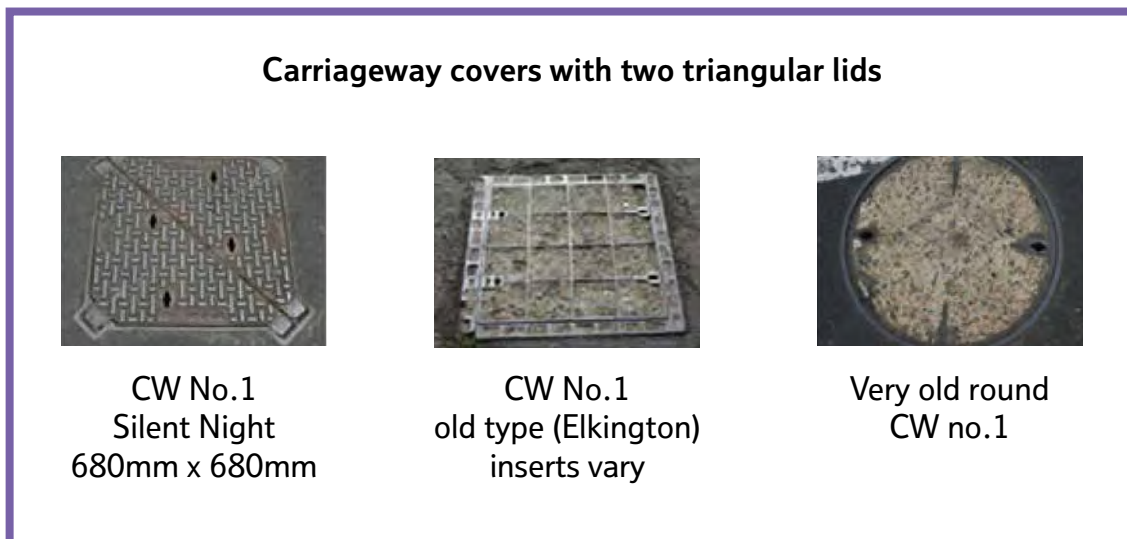 Carriageway covers with two triangular lids
CW No.1
Silent Night
680mm x 680mm
CW No.1
old type (Elkington)
inserts vary
Very old round
CW no.1